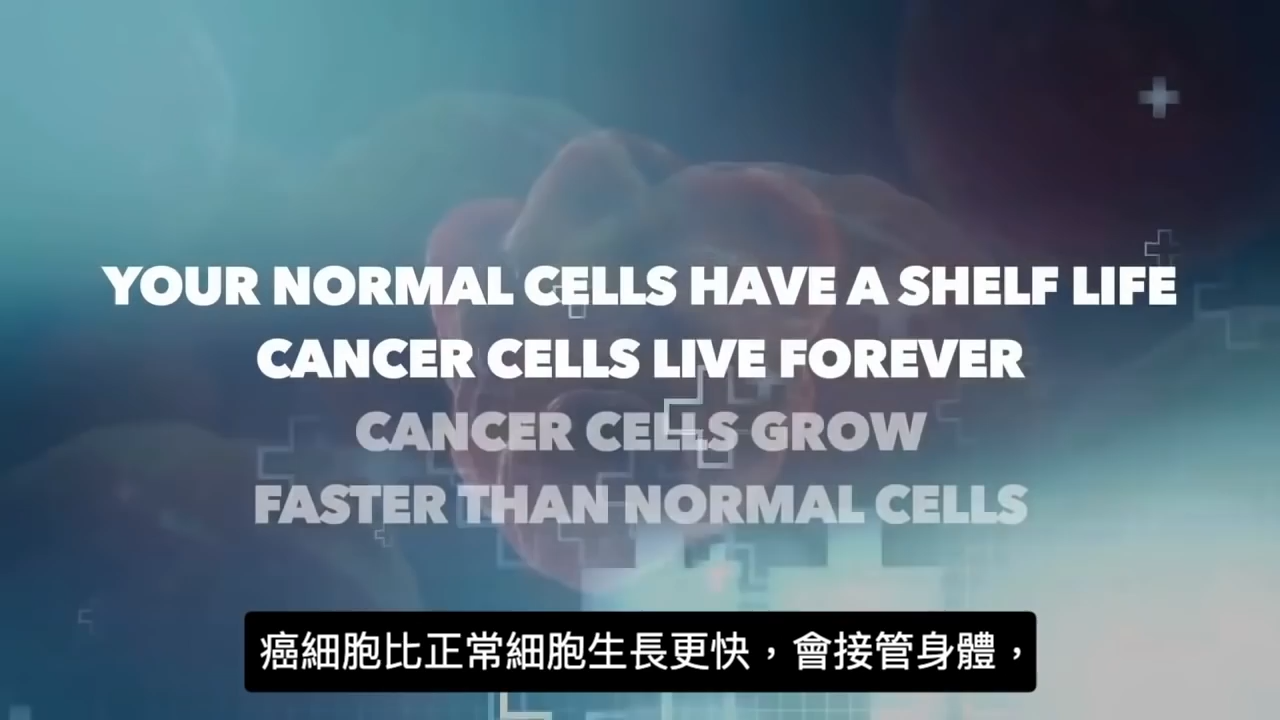 YOUR NORMAL CELLS HAVE A SHELF LIFE
CANCER CELLS LIVE FOREVER
CANCER CELLS GROW
FASTER THAN NORMAL CELLS
癌細胞比正常細胞生長更快，會接管身體，